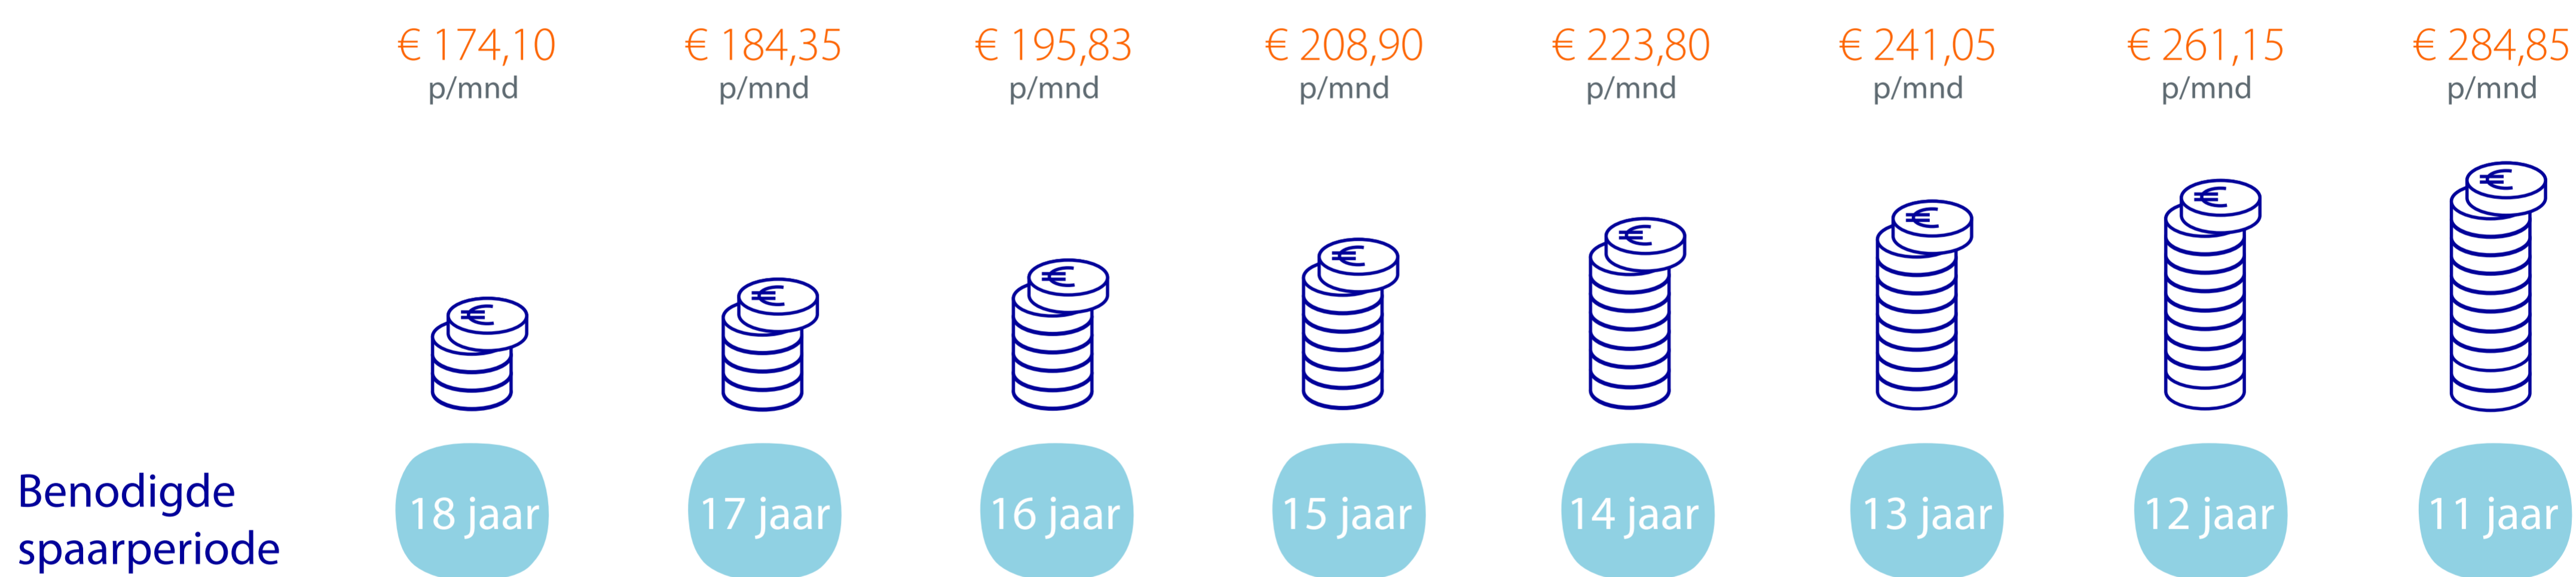 € 174,10 € 184,35 € 195,83 € 208,90 € 223,80 € 241,05 € 261,15 € 284,85
p/mnd p/mnd p/mnd p/mnd p/mnd p/mnd p/mnd p/mnd
€ € € € € € € €
Benodigde
spaarperiode
18 jaar 17 jaar 16 jaar 15 jaar 14 jaar 13 jaar 12 jaar 11 jaar